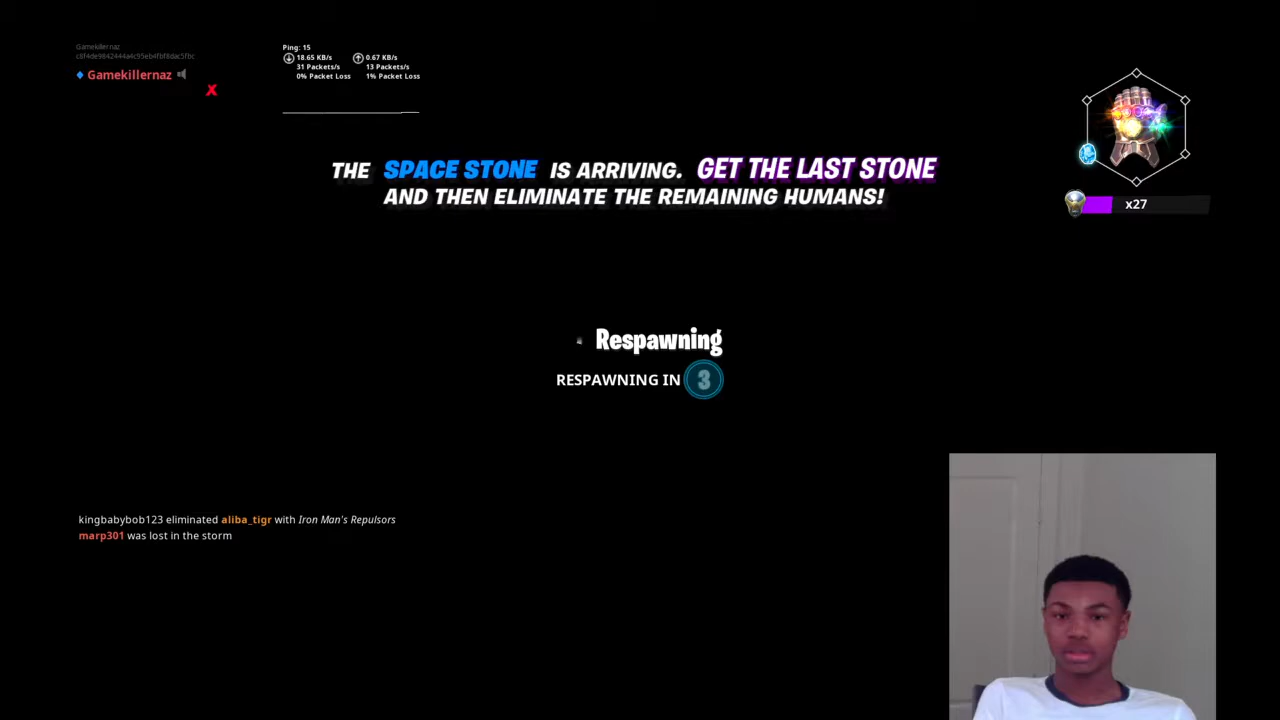 Gamekillernaz
c8f4de9842444a4c95eb4fbf8dac5fbc
Gamekillernaz
X
Ping: 15
18.65 KB/s 0.67 KB/s
31 Packets/s 13 Packets/s
0% Packet Loss 1% Packet Loss
THE SPACE STONE IS ARRIVING. GET THE LAST STONE
AND THEN ELIMINATE THE REMAINING HUMANS!
x27
Respawning
RESPAWNING IN 3
kingbabybob123 eliminated aliba_tigr with Iron Man's Repulsors
marp301 was lost in the storm